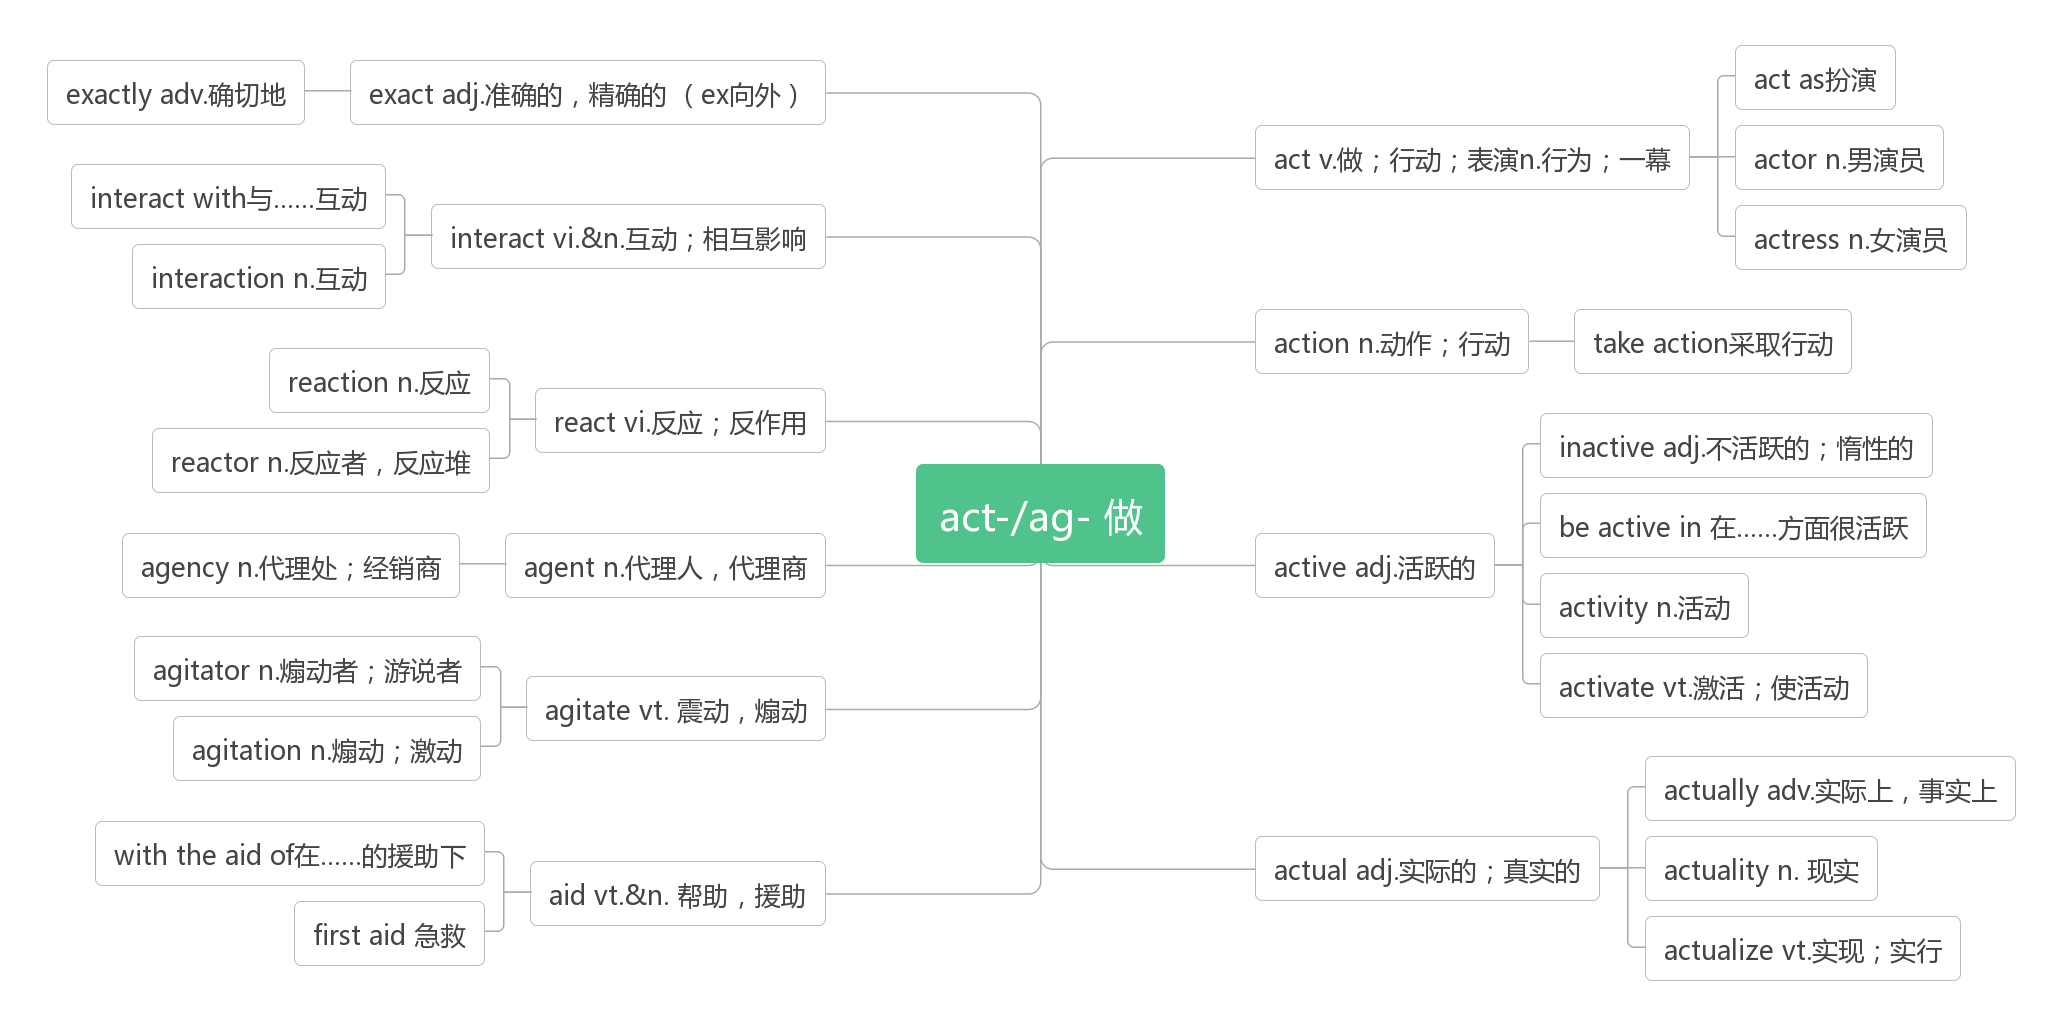 act-/ag- 做
act v.做；行动；表演n.行为；一幕
act as扮演
actor n.男演员
actress n.女演员
action n.动作；行动
take action采取行动
active adj.活跃的
inactive adj.不活跃的；惰性的
be active in 在......方面很活跃
activity n.活动
activate vt.激活；使活动
actual adj.实际的；真实的
actually adv.实际上，事实上
actuality n. 现实
actualize vt.实现；实行
exact adj.准确的，精确的（ex向外）
exactly adv.确切地
interact vi.&n.互动；相互影响
interact with与......互动
interaction n.互动
react vi.反应；反作用
reaction n.反应
reactor n.反应者，反应堆
agent n.代理人，代理商
agency n.代理处；经销商
agitate vt. 震动，煽动
agitator n.煽动者；游说者
agitation n.煽动；激动
aid vt.&n. 帮助，援助
with the aid of在......的援助下
first aid 急救